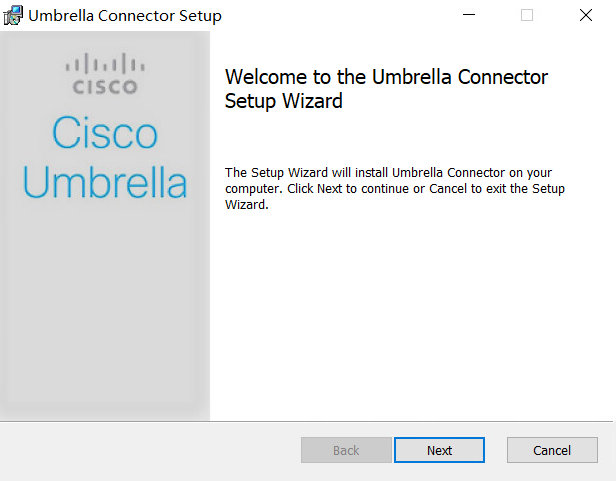 Umbrella Connector Setup
CISCO
Cisco
Umbrella
Welcome to the Umbrella Connector
Setup Wizard
The Setup Wizard will install Umbrella Connector on your
computer. Click Next to continue or Cancel to exit the Setup
Wizard.
Back
Next
Cancel